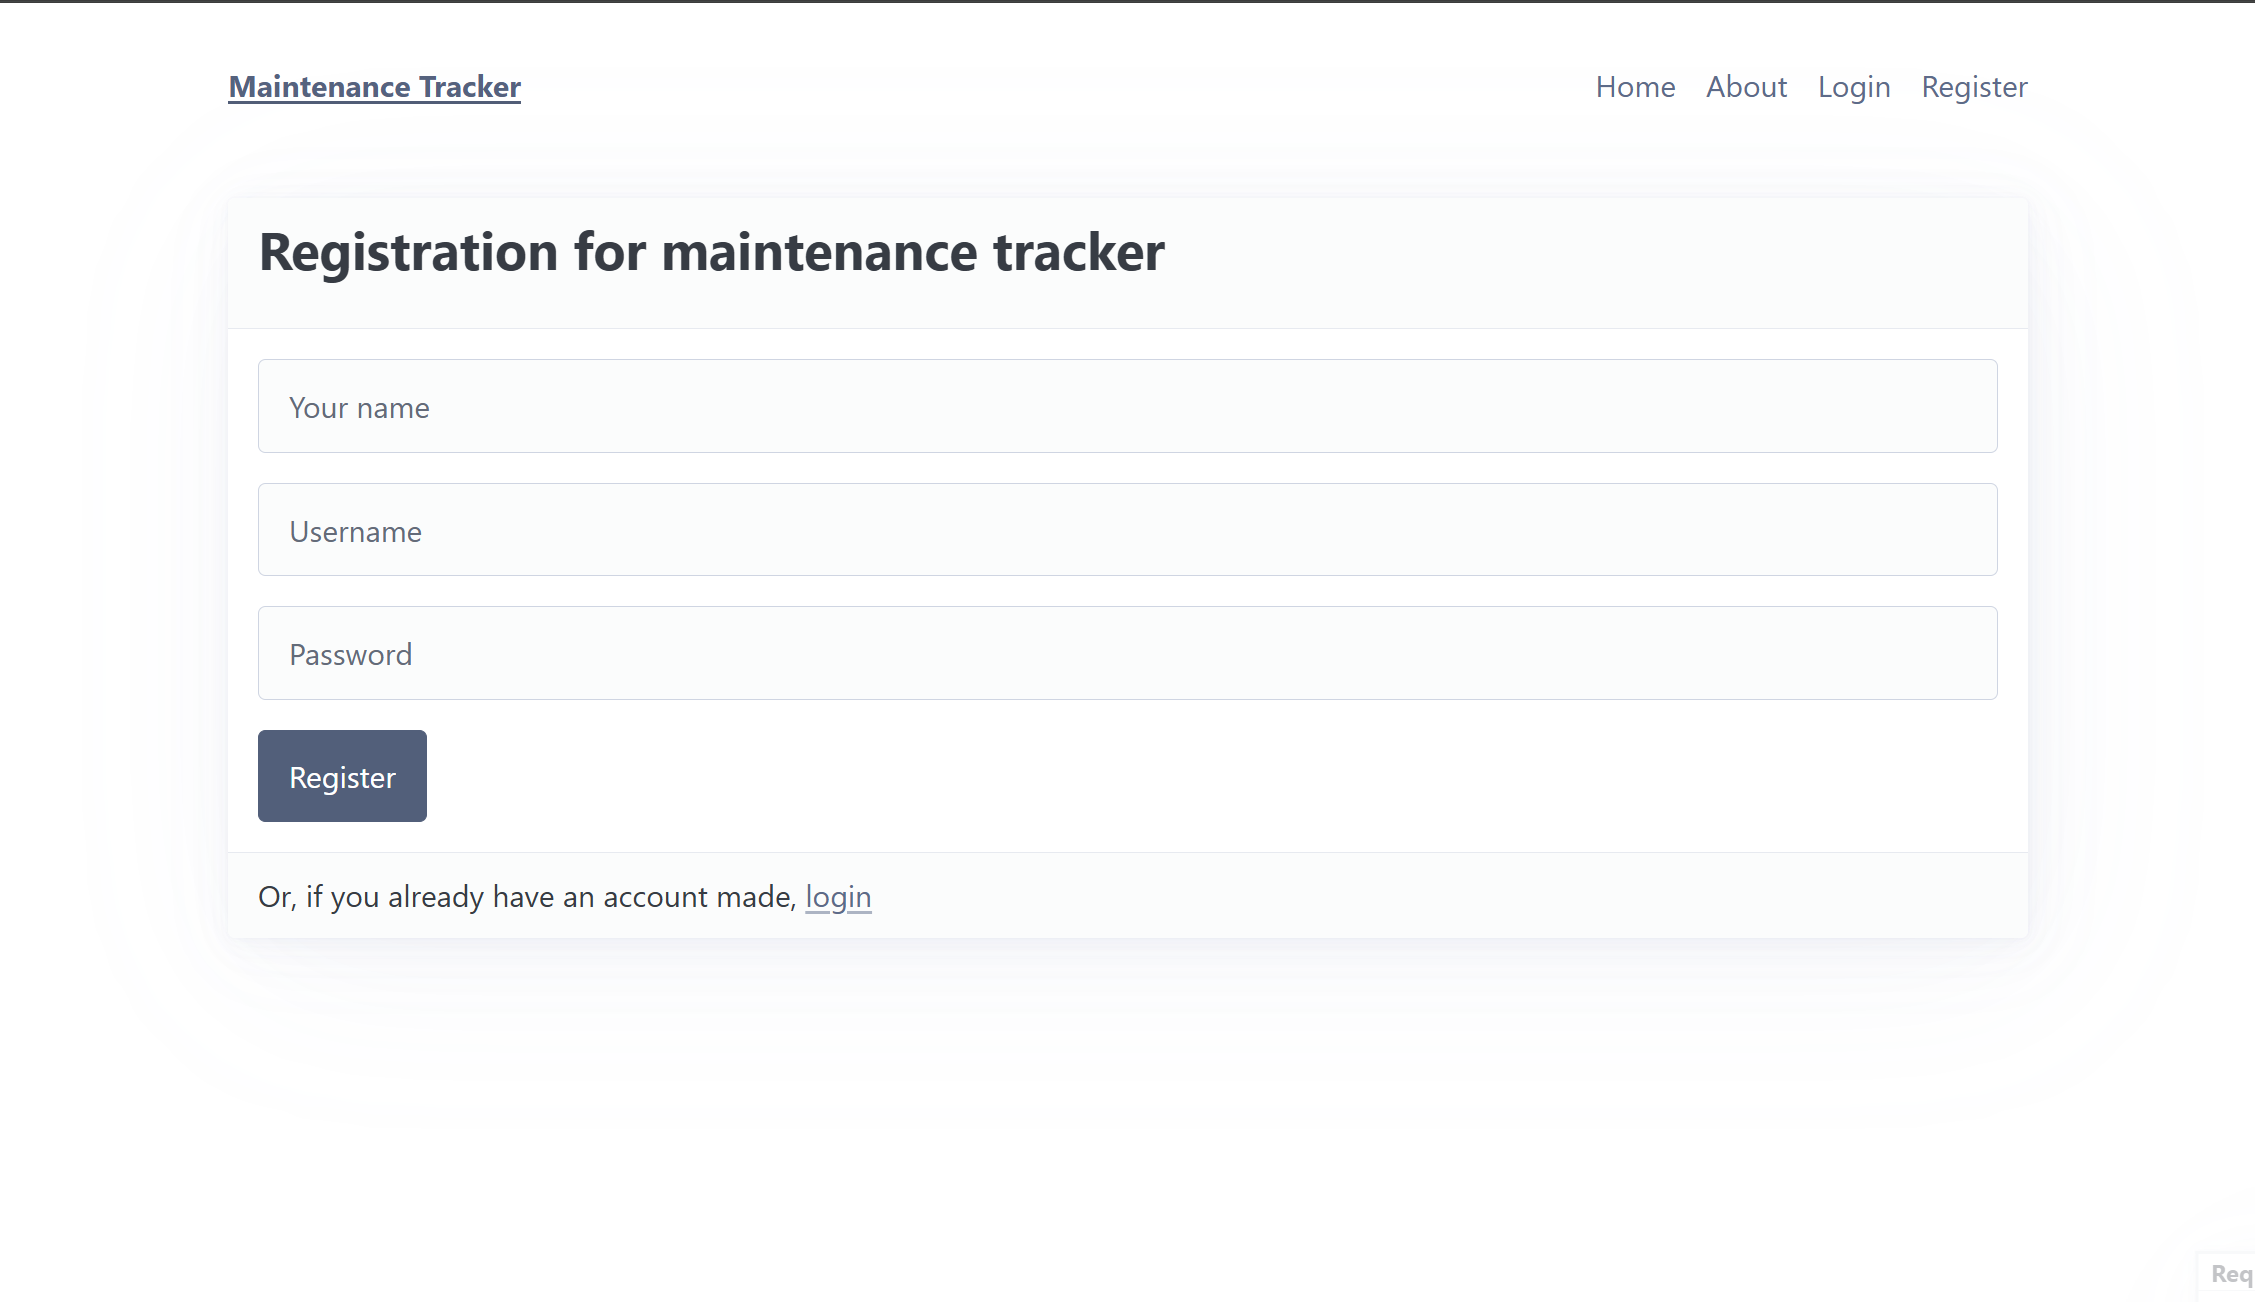 Maintenance Tracker
Home About Login Register
Registration for maintenance tracker
Your name
Username
Password
Register
Or, if you already have an account made, login
Req